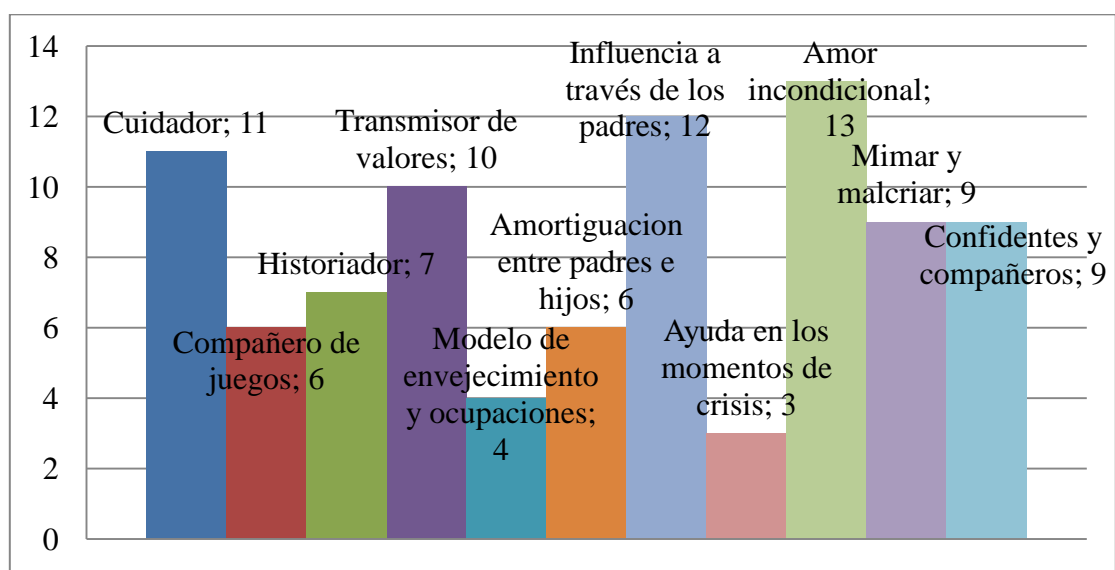 14
12
10
8
6
4
2
0
Cuidador; 11
Compañero de
juegos; 6
Historiador; 7
Transmisor de
valores; 10
Modelo de
envejecimiento
y ocupaciones;
4
Amortiguacion
entre padres e
hijos; 6
Influencia a
través de los
padres; 12
Ayuda en los
momentos de
crisis; 3
Amor
incondicional;
13
Mimar y
malcriar; 9
Confidentes y
compañeros; 9